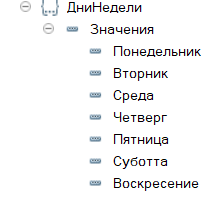 ДниНедели
Значения
Понедельник
Вторник
Среда
Четверг
Пятница
Суботта
Воскресение